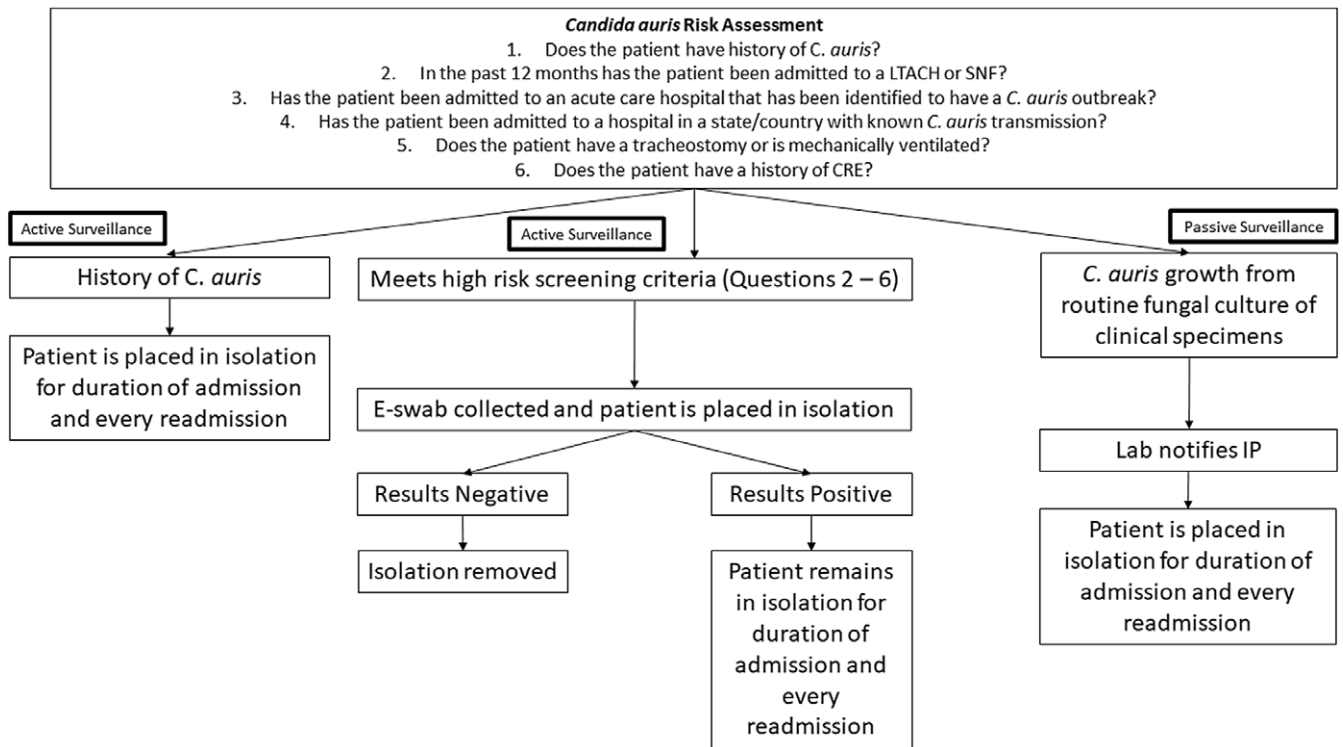 Candida auris Risk Assessment
1. Does the patient have history of C. auris?
2. In the past 12 months has the patient been admitted to a LTACH or SNF?
3. Has the patient been admitted to an acute care hospital that has been identified to have a C. auris outbreak?
4. Has the patient been admitted to a hospital in a state/country with known C. auris transmission?
5. Does the patient have a tracheostomy or is mechanically ventilated?
6. Does the patient have a history of CRE?
Active Surveillance
History of C. auris
Patient is placed in isolation
for duration of admission
and every readmission
Active Surveillance
Meets high risk screening criteria (Questions 2 – 6)
E-swab collected and patient is placed in isolation
Results Negative
Isolation removed
Results Positive
Patient remains
in isolation for
duration of
admission and
every
readmission
Passive Surveillance
C. auris growth from
routine fungal culture of
clinical specimens
Lab notifies IP
Patient is placed in
isolation for duration of
admission and every
readmission